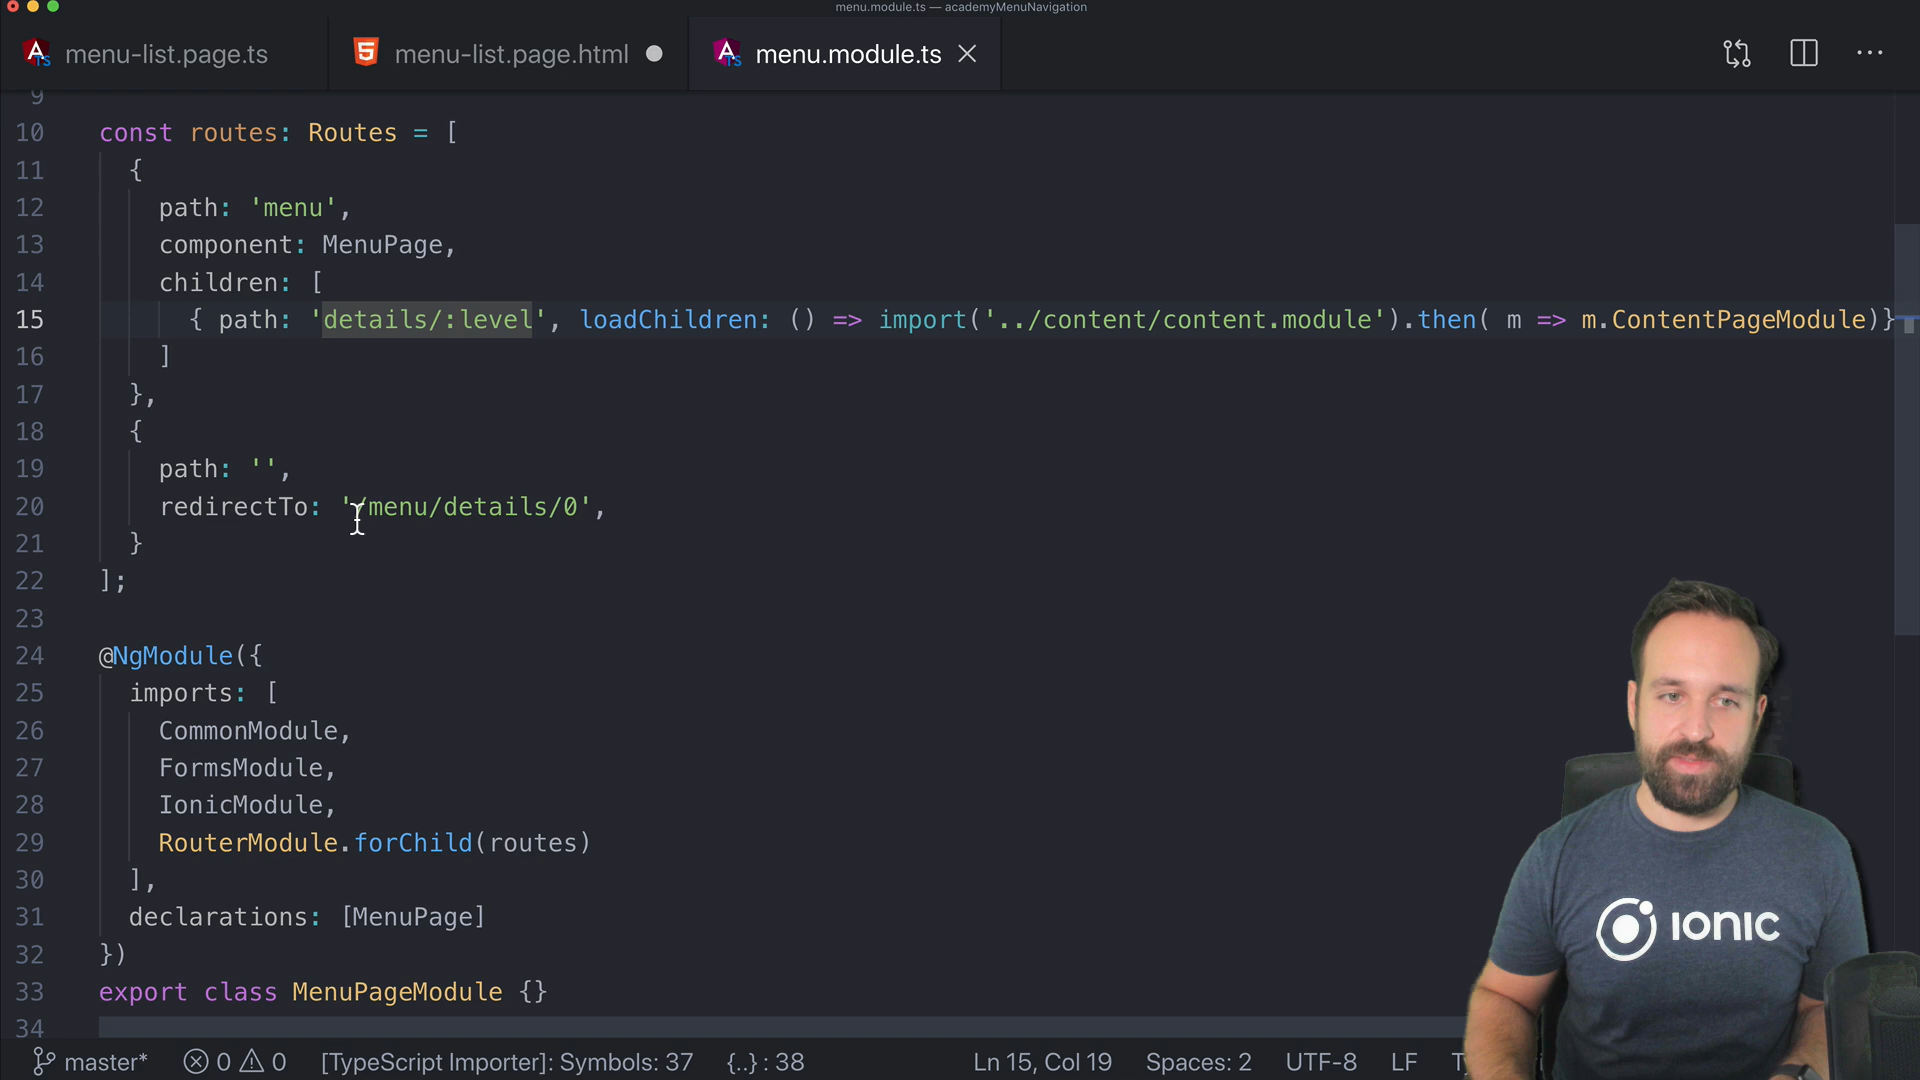 menu.module.ts — academyMenuNavigation
menu-list.page.ts
menu-list.page.html
menu.module.ts
9
10 const routes: Routes = [
11 {
12 path: 'menu',
13 component: MenuPage,
14 children: [
15 { path: 'details/:level', loadChildren: () => import('../content/content.module').then( m => m.ContentPageModule)}
16 ]
17 },
18 {
19 path: '',
20 redirectTo: '/menu/details/0',
21 }
22 ];
23
24 @NgModule({
25 imports: [
26 CommonModule,
27 FormsModule,
28 IonicModule,
29 RouterModule.forChild(routes)
30 ],
31 declarations: [MenuPage]
32 })
33 export class MenuPageModule {}
34
IONIC
master* 0 0 [TypeScript Importer]: Symbols: 37 {..} : 38 Ln 15, Col 19 Spaces: 2 UTF-8 LF